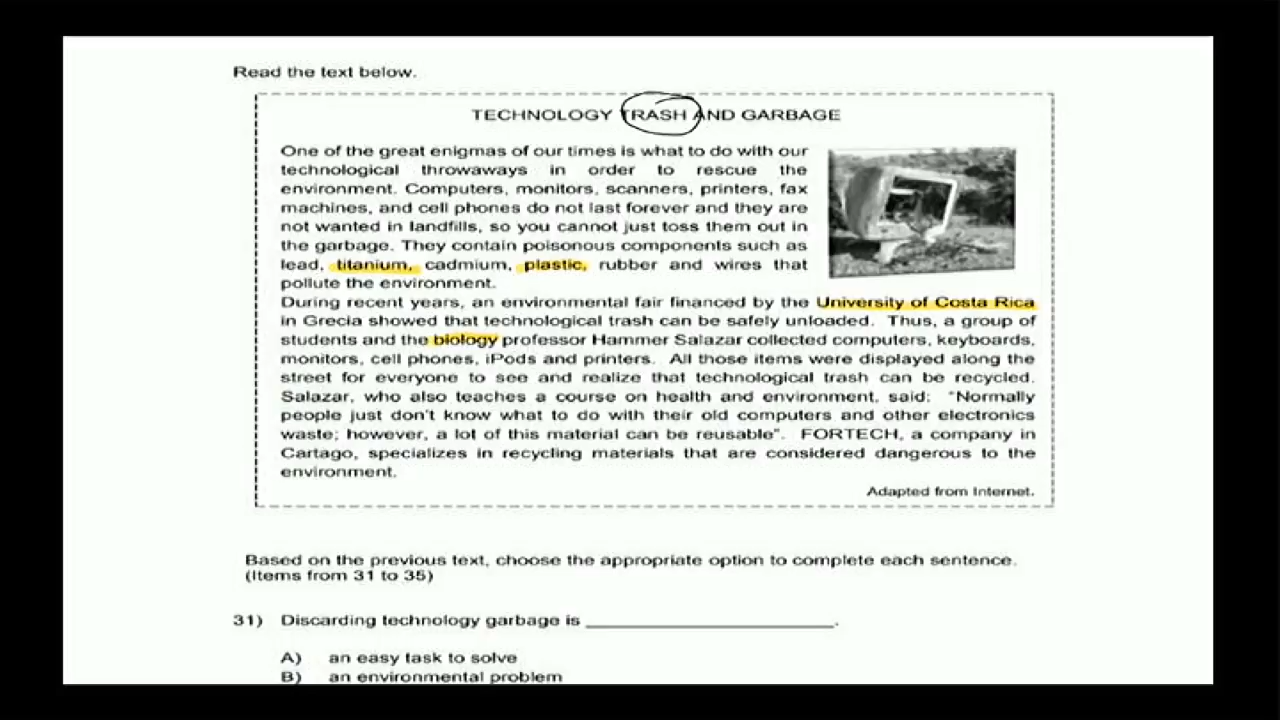 Read the text below.
TECHNOLOGY TRASH AND GARBAGE
One of the great enigmas of our times is what to do with our
technological throwaways in order to rescue the
environment. Computers, monitors, scanners, printers, fax
machines, and cell phones do not last forever and they are
not wanted in landfills, so you cannot just toss them out in
the garbage. They contain poisonous components such as
lead, titanium, cadmium, plastic, rubber and wires that
pollute the environment.
During recent years, an environmental fair financed by the University of Costa Rica
in Grecia showed that technological trash can be safely unloaded. Thus, a group of
students and the biology professor Hammer Salazar collected computers, keyboards,
monitors, cell phones, iPods and printers. All those items were displayed along the
street for everyone to see and realize that technological trash can be recycled.
Salazar, who also teaches a course on health and environment, said: “Normally
people just don’t know what to do with their old computers and other electronics
waste; however, a lot of this material can be reusable”. FORTECH, a company in
Cartago, specializes in recycling materials that are considered dangerous to the
environment.
Adapted from Internet.
Based on the previous text, choose the appropriate option to complete each sentence.
(Items from 31 to 35)
31) Discarding technology garbage is ______________________.
A) an easy task to solve
B) an environmental problem